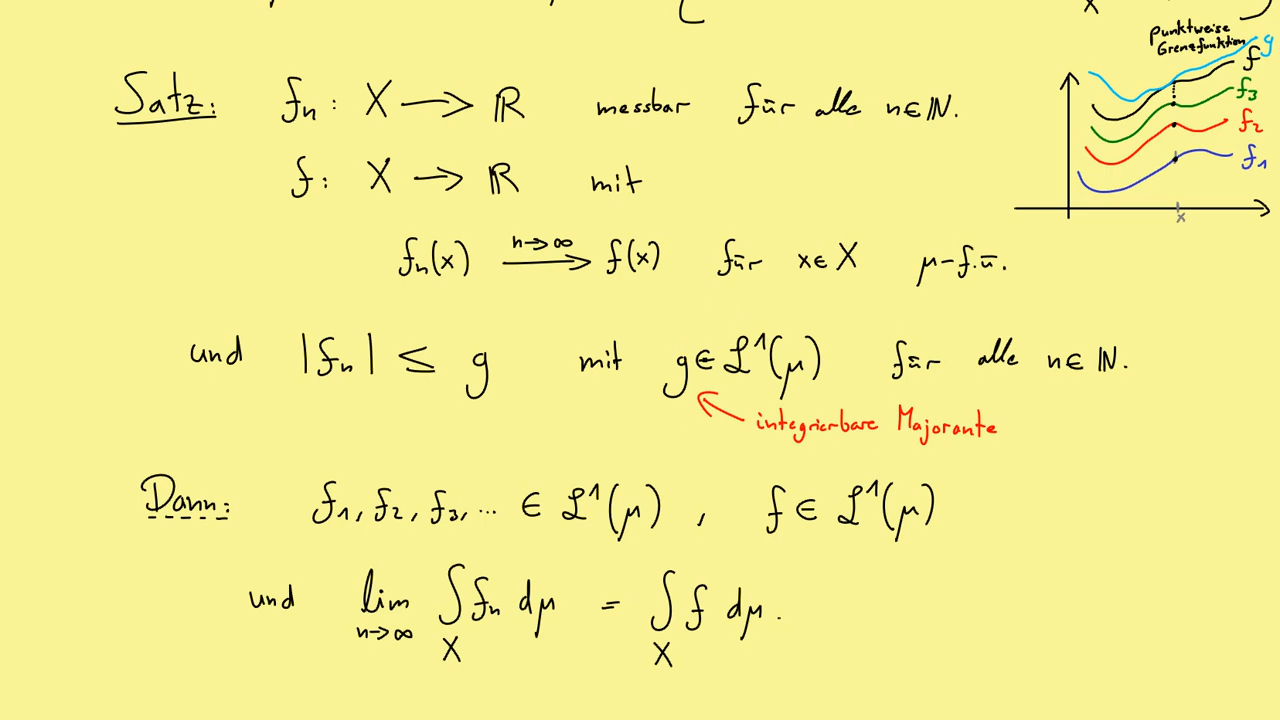 punktweise
Grenzfunktion
g
f
f₃
f₂
f₁
x
Satz: fₙ: X ⟶ ℝ messbar für alle n∈ℕ.
f: X ⟶ ℝ mit
fₙ(x) —n→∞→ f(x) für x∈X μ-f.ü.
und |fₙ| ≤ g mit g∈ℒ¹(μ) für alle n∈ℕ.
integrierbare Majorante
Dann: f₁, f₂, f₃, ... ∈ ℒ¹(μ) , f ∈ ℒ¹(μ)
und lim n→∞ ∫_X fₙ dμ = ∫_X f dμ.